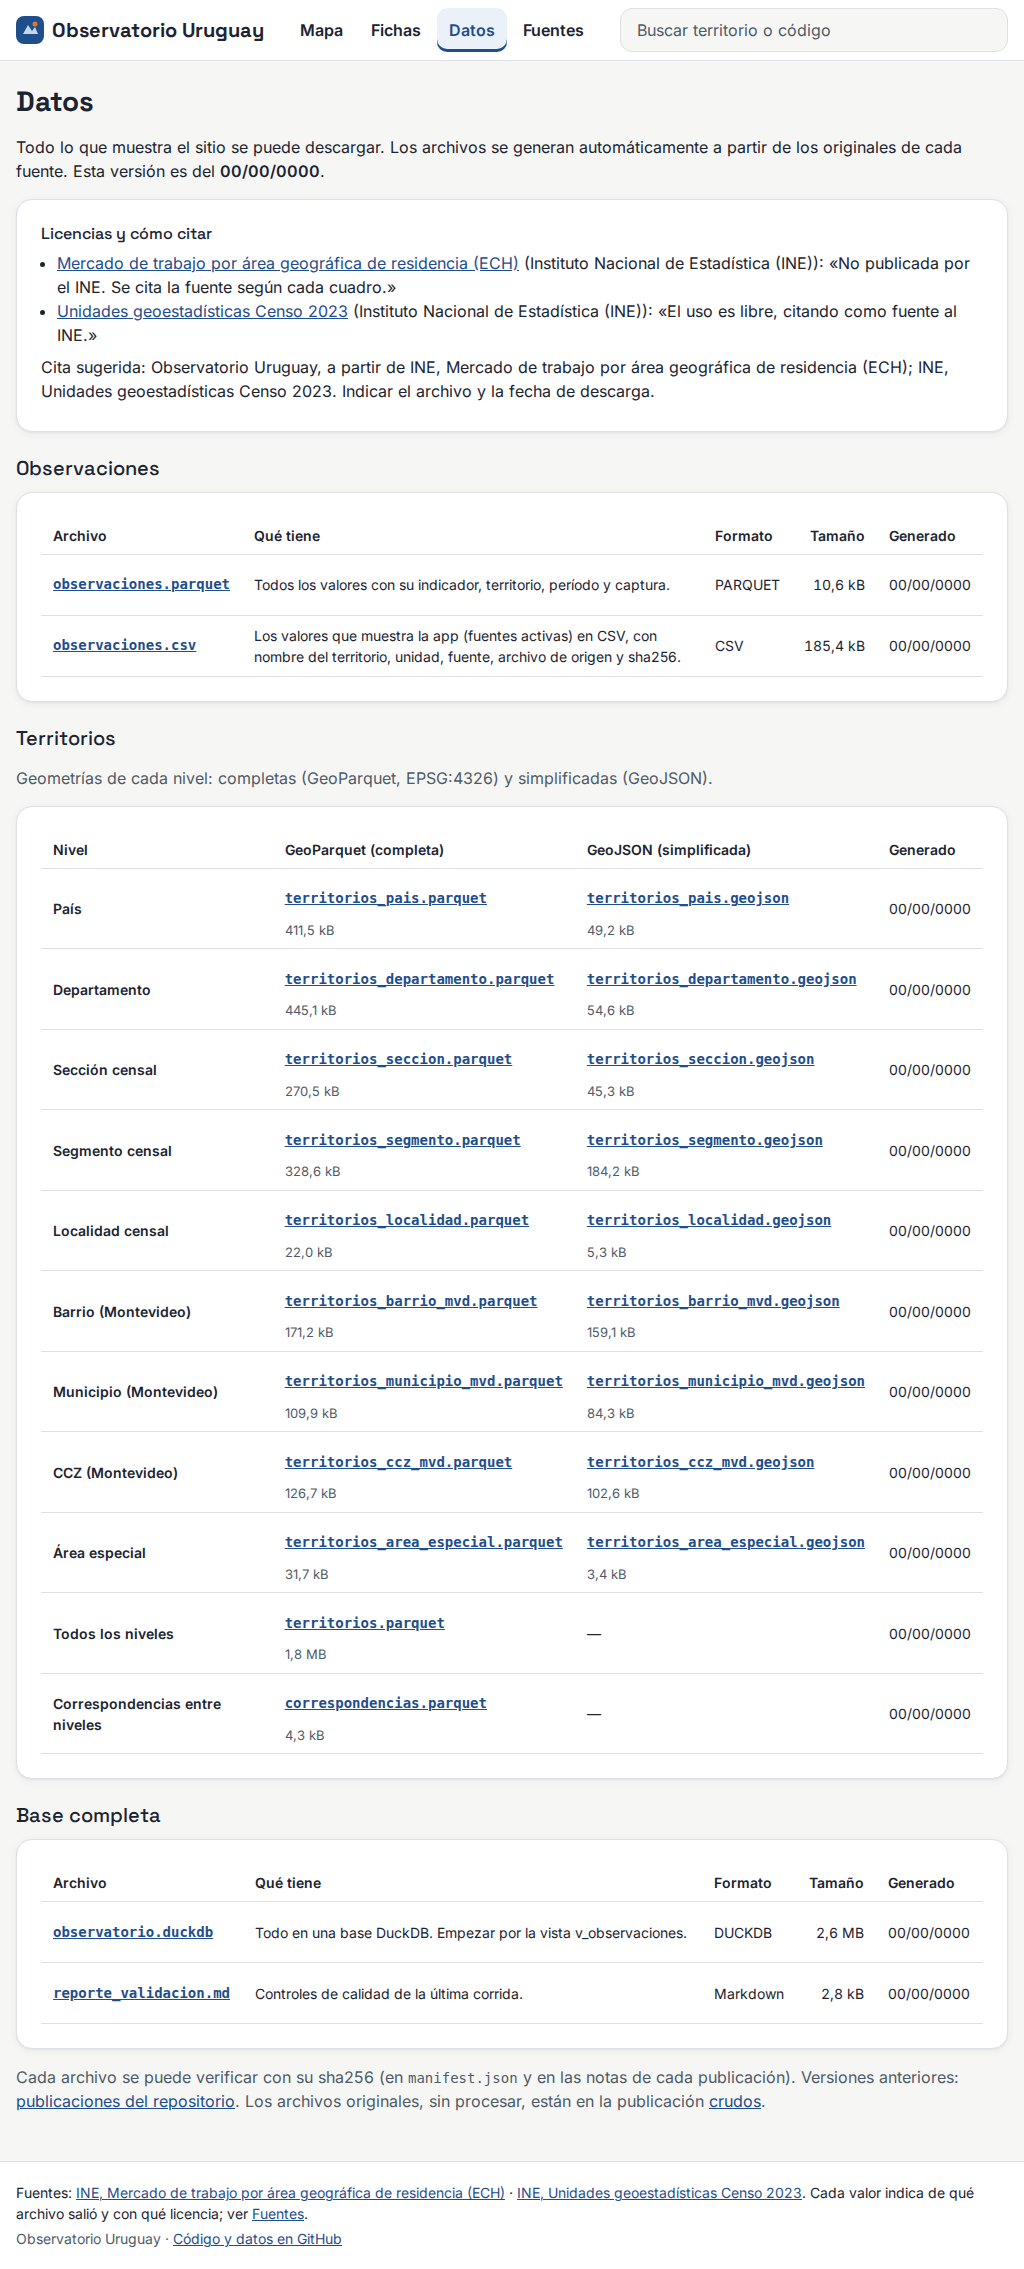 Observatorio Uruguay Mapa Fichas Datos Fuentes Buscar territorio o código
Datos
Todo lo que muestra el sitio se puede descargar. Los archivos se generan automáticamente a partir de los originales de cada
fuente. Esta versión es del 00/00/0000.
Licencias y cómo citar
• Mercado de trabajo por área geográfica de residencia (ECH) (Instituto Nacional de Estadística (INE)): «No publicada por
el INE. Se cita la fuente según cada cuadro.»
• Unidades geoestadísticas Censo 2023 (Instituto Nacional de Estadística (INE)): «El uso es libre, citando como fuente al
INE.»
Cita sugerida: Observatorio Uruguay, a partir de INE, Mercado de trabajo por área geográfica de residencia (ECH); INE,
Unidades geoestadísticas Censo 2023. Indicar el archivo y la fecha de descarga.
Observaciones
Archivo Qué tiene Formato Tamaño Generado
observaciones.parquet Todos los valores con su indicador, territorio, período y captura. PARQUET 10,6 kB 00/00/0000
observaciones.csv Los valores que muestra la app (fuentes activas) en CSV, con
nombre del territorio, unidad, fuente, archivo de origen y sha256. CSV 185,4 kB 00/00/0000
Territorios
Geometrías de cada nivel: completas (GeoParquet, EPSG:4326) y simplificadas (GeoJSON).
Nivel GeoParquet (completa) GeoJSON (simplificada) Generado
País territorios_pais.parquet territorios_pais.geojson 00/00/0000
411,5 kB 49,2 kB
Departamento territorios_departamento.parquet territorios_departamento.geojson 00/00/0000
445,1 kB 54,6 kB
Sección censal territorios_seccion.parquet territorios_seccion.geojson 00/00/0000
270,5 kB 45,3 kB
Segmento censal territorios_segmento.parquet territorios_segmento.geojson 00/00/0000
328,6 kB 184,2 kB
Localidad censal territorios_localidad.parquet territorios_localidad.geojson 00/00/0000
22,0 kB 5,3 kB
Barrio (Montevideo) territorios_barrio_mvd.parquet territorios_barrio_mvd.geojson 00/00/0000
171,2 kB 159,1 kB
Municipio (Montevideo) territorios_municipio_mvd.parquet territorios_municipio_mvd.geojson 00/00/0000
109,9 kB 84,3 kB
CCZ (Montevideo) territorios_ccz_mvd.parquet territorios_ccz_mvd.geojson 00/00/0000
126,7 kB 102,6 kB
Área especial territorios_area_especial.parquet territorios_area_especial.geojson 00/00/0000
31,7 kB 3,4 kB
Todos los niveles territorios.parquet — 00/00/0000
1,8 MB
Correspondencias entre
niveles correspondencias.parquet — 00/00/0000
4,3 kB
Base completa
Archivo Qué tiene Formato Tamaño Generado
observatorio.duckdb Todo en una base DuckDB. Empezar por la vista v_observaciones. DUCKDB 2,6 MB 00/00/0000
reporte_validacion.md Controles de calidad de la última corrida. Markdown 2,8 kB 00/00/0000
Cada archivo se puede verificar con su sha256 (en manifest.json y en las notas de cada publicación). Versiones anteriores:
publicaciones del repositorio. Los archivos originales, sin procesar, están en la publicación crudos.
Fuentes: INE, Mercado de trabajo por área geográfica de residencia (ECH) · INE, Unidades geoestadísticas Censo 2023. Cada valor indica de qué
archivo salió y con qué licencia; ver Fuentes.
Observatorio Uruguay · Código y datos en GitHub